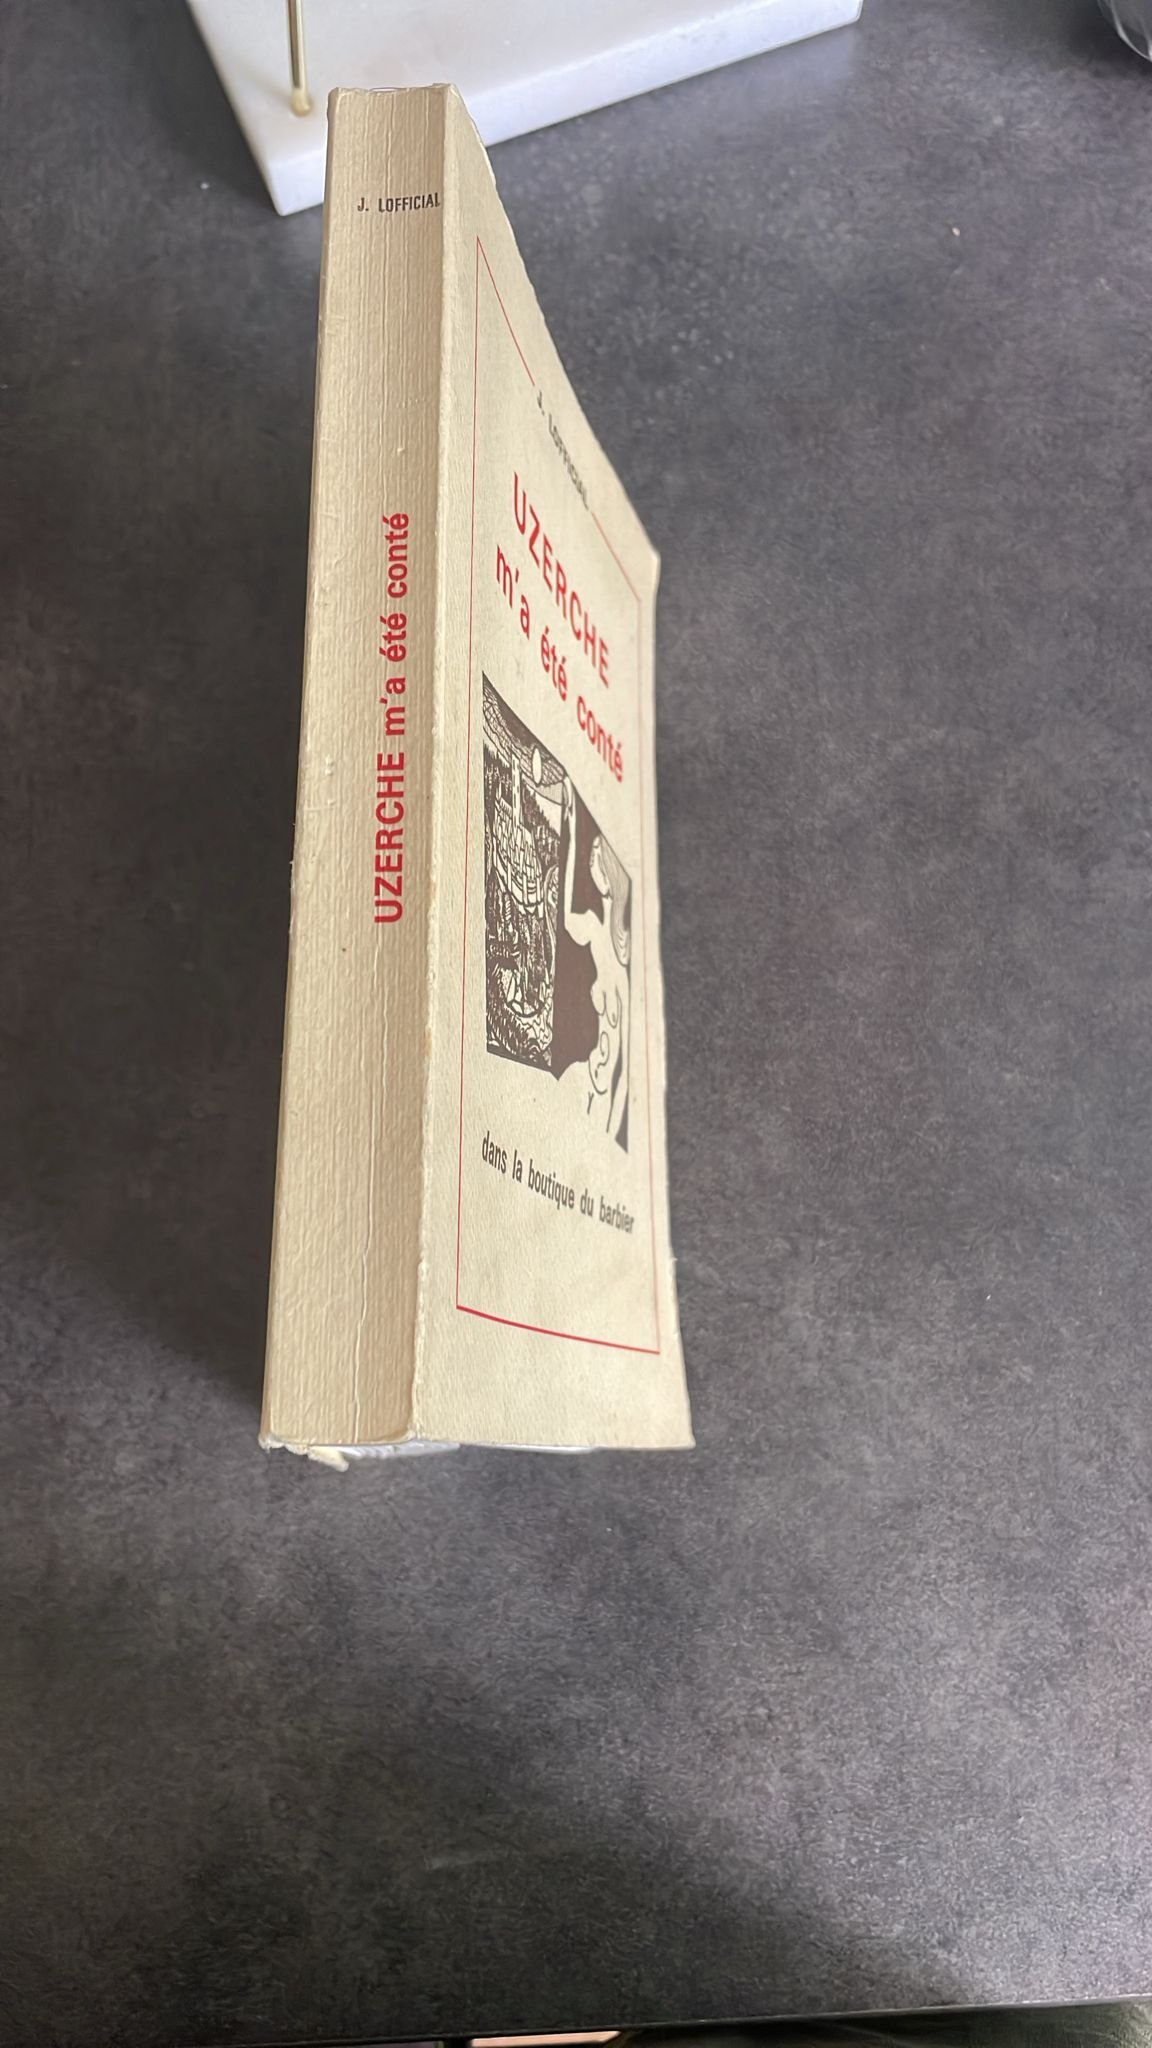 J. LOFFICIAL
UZERCHE m'a été conté
J. LOFFICIAL
UZERCHE
m'a été conté
dans la boutique du barbier